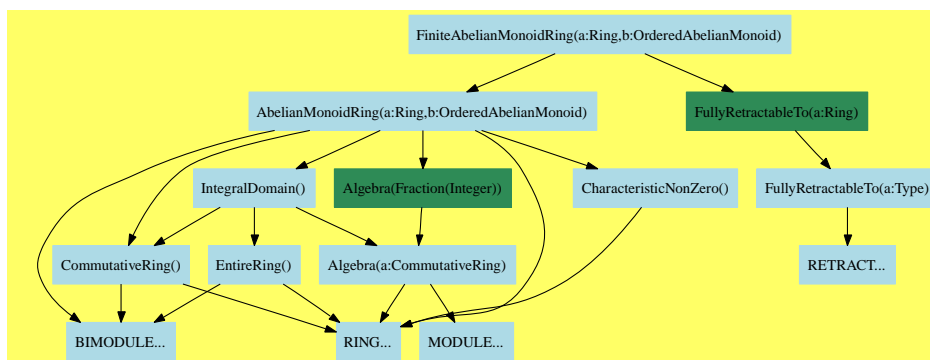 FiniteAbelianMonoidRing(a:Ring,b:OrderedAbelianMonoid)
AbelianMonoidRing(a:Ring,b:OrderedAbelianMonoid)
FullyRetractableTo(a:Ring)
IntegralDomain()
Algebra(Fraction(Integer))
CharacteristicNonZero()
FullyRetractableTo(a:Type)
CommutativeRing()
EntireRing()
Algebra(a:CommutativeRing)
RETRACT...
BIMODULE...
RING...
MODULE...